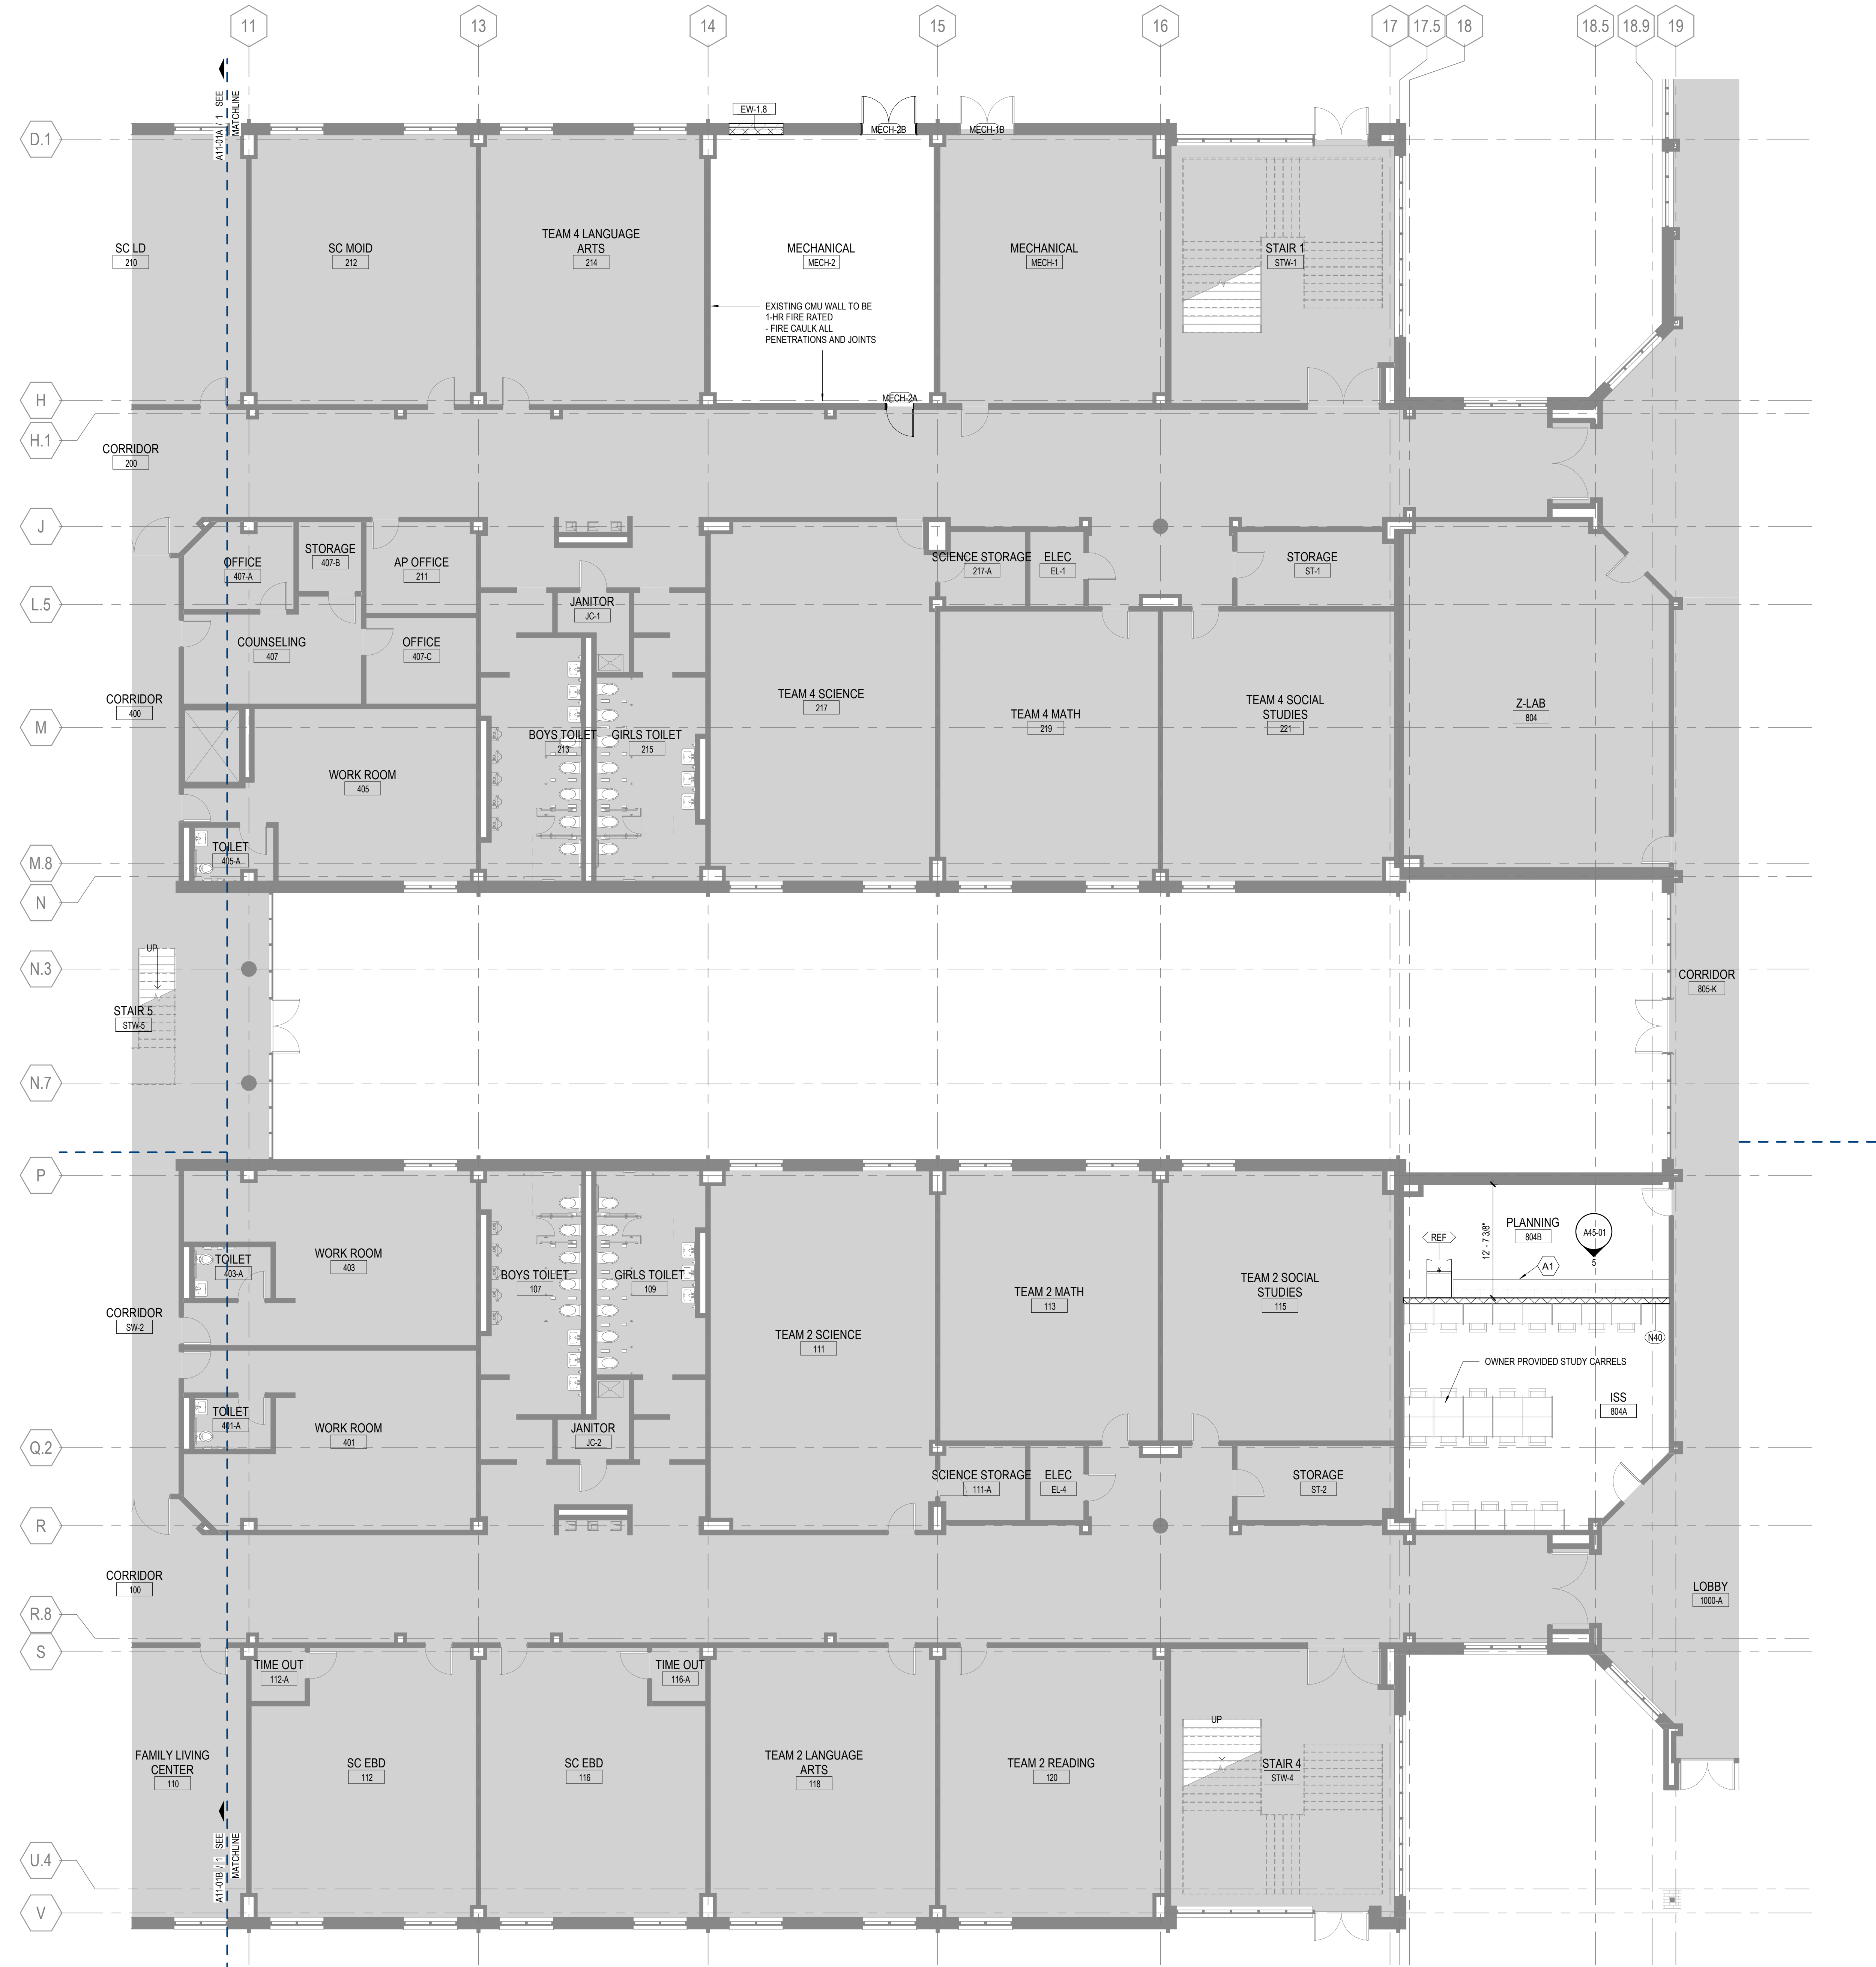 11
13
14
15
16
17
17.5
18
18.5
18.9
19
A11-01A / 1 SEE
MATCHLINE
EW-1.8
MECH-2B
MECH-1B
D.1
SC LD
210
SC MOID
212
TEAM 4 LANGUAGE
ARTS
214
MECHANICAL
MECH-2
MECHANICAL
MECH-1
STAIR 1
STW-1
EXISTING CMU WALL TO BE
1-HR FIRE RATED
- FIRE CAULK ALL
PENETRATIONS AND JOINTS
MECH-2A
H
H.1
CORRIDOR
200
J
OFFICE
407-A
STORAGE
407-B
AP OFFICE
211
SCIENCE STORAGE
217-A
ELEC
EL-1
STORAGE
ST-1
L.5
JANITOR
JC-1
COUNSELING
407
OFFICE
407-C
CORRIDOR
400
TEAM 4 SCIENCE
217
TEAM 4 MATH
219
TEAM 4 SOCIAL
STUDIES
221
Z-LAB
804
M
BOYS TOILET
213
GIRLS TOILET
215
WORK ROOM
405
TOILET
405-A
M.8
N
UP
N.3
STAIR 5
STW-5
CORRIDOR
805-K
N.7
P
PLANNING
804B
A45-01
5
REF
12' - 7 3/8"
A1
WORK ROOM
403
TOILET
403-A
BOYS TOILET
107
GIRLS TOILET
109
TEAM 2 MATH
113
TEAM 2 SOCIAL
STUDIES
115
CORRIDOR
SW-2
TEAM 2 SCIENCE
111
N40
OWNER PROVIDED STUDY CARRELS
ISS
804A
TOILET
401-A
WORK ROOM
401
JANITOR
JC-2
Q.2
SCIENCE STORAGE
111-A
ELEC
EL-4
STORAGE
ST-2
R
CORRIDOR
100
LOBBY
1000-A
R.8
S
TIME OUT
112-A
TIME OUT
116-A
UP
FAMILY LIVING
CENTER
110
SC EBD
112
SC EBD
116
TEAM 2 LANGUAGE
ARTS
118
TEAM 2 READING
120
STAIR 4
STW-4
A11-01B / 1 SEE
MATCHLINE
U.4
V